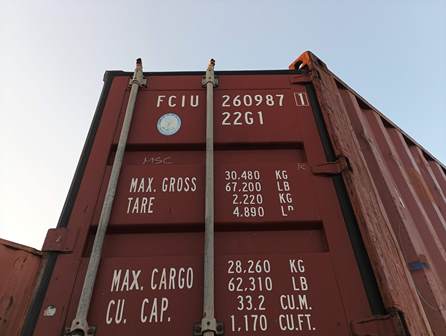 FCIU 260987 1
22G1
MSC
MAX. GROSS 30.480 KG
67.200 LB
TARE 2.220 KG
4.890 LB
MAX. CARGO 28.260 KG
62.310 LB
CU. CAP. 33.2 CU.M.
1.170 CU.FT.